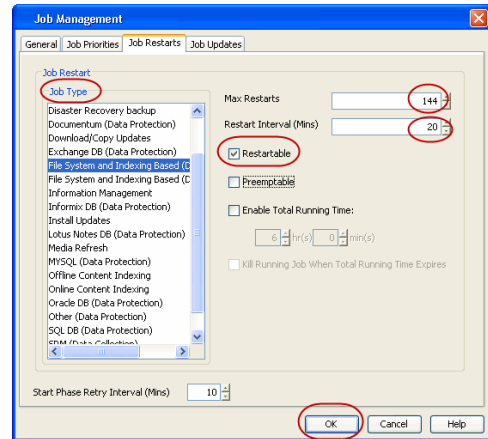 Job Management
General
Job Priorities
Job Restarts
Job Updates
Job Restart
Job Type
Disaster Recovery backup
Documentum (Data Protection)
Download/Copy Updates
Exchange DB (Data Protection)
File System and Indexing Based (D
File System and Indexing Based (D
Information Management
Informix DB (Data Protection)
Install Updates
Lotus Notes DB (Data Protection)
Media Refresh
MYSQL (Data Protection)
Offline Content Indexing
Online Content Indexing
Oracle DB (Data Protection)
Other (Data Protection)
SQL DB (Data Protection)
SRM (Data Collection)
Max Restarts 144
Restart Interval (Mins) 20
Restartable
Preemptable
Enable Total Running Time:
6 hr(s) 0 min(s)
Kill Running Job When Total Running Time Expires
Start Phase Retry Interval (Mins) 10
OK
Cancel
Help